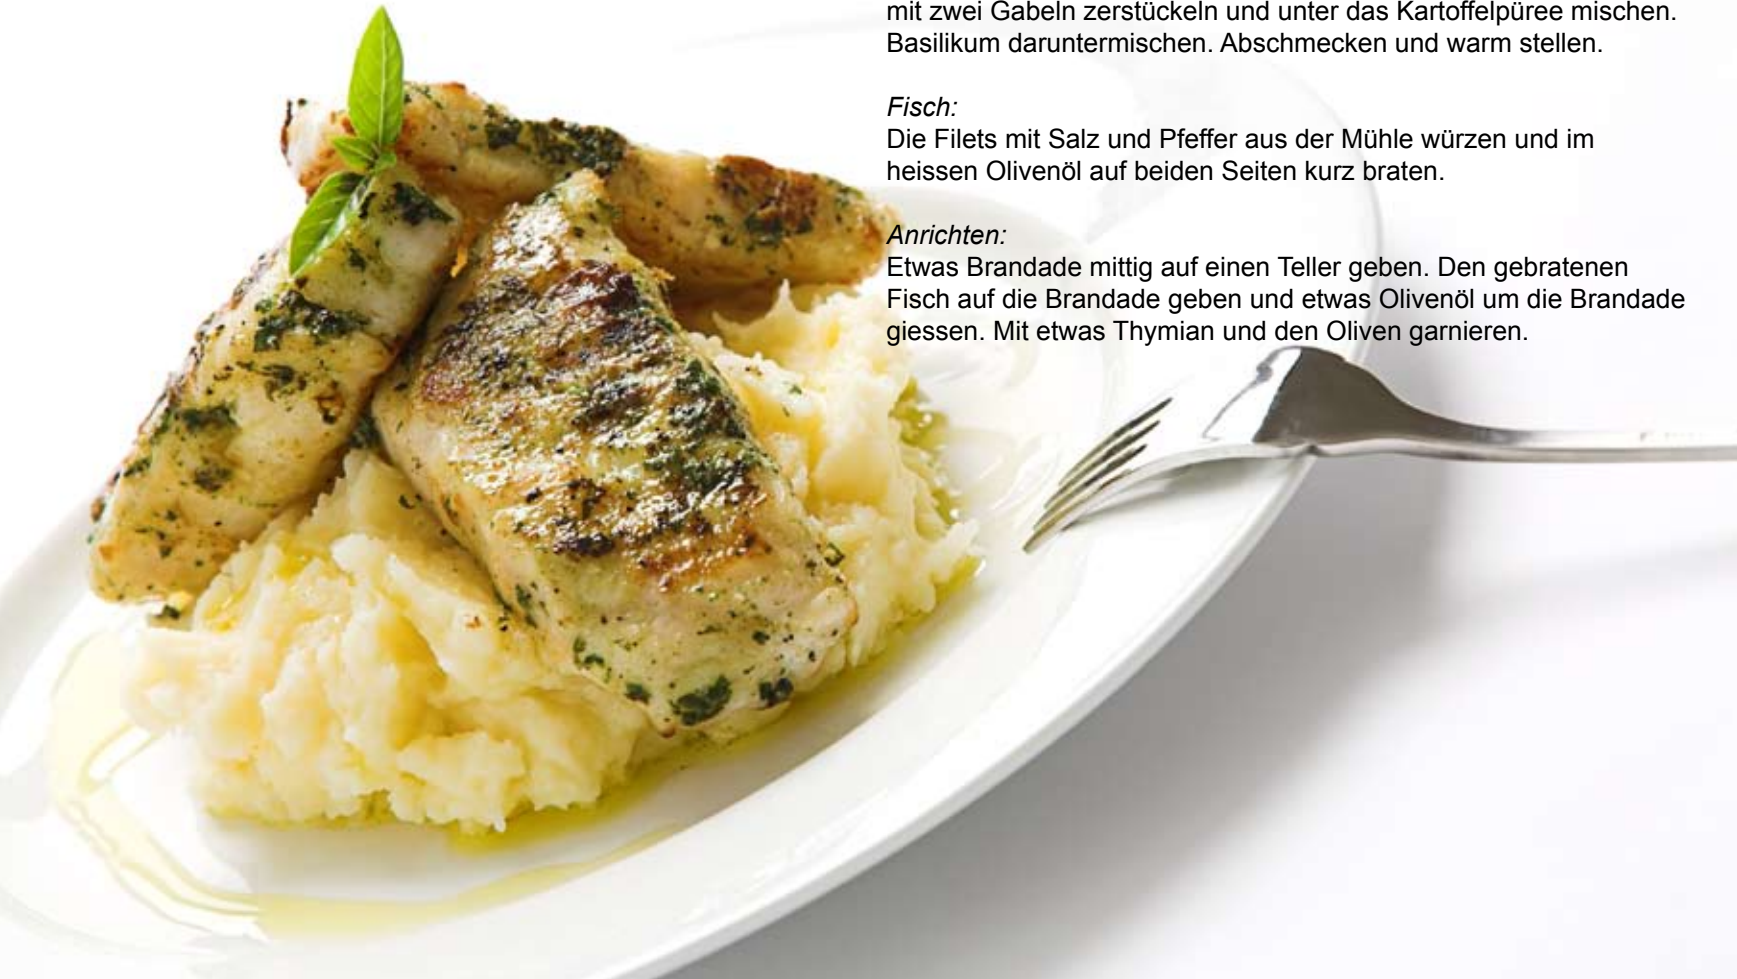 mit zwei Gabeln zerstückeln und unter das Kartoffelpüree mischen.
Basilikum daruntermischen. Abschmecken und warm stellen.
Fisch:
Die Filets mit Salz und Pfeffer aus der Mühle würzen und im
heissen Olivenöl auf beiden Seiten kurz braten.
Anrichten:
Etwas Brandade mittig auf einen Teller geben. Den gebratenen
Fisch auf die Brandade geben und etwas Olivenöl um die Brandade
giessen. Mit etwas Thymian und den Oliven garnieren.